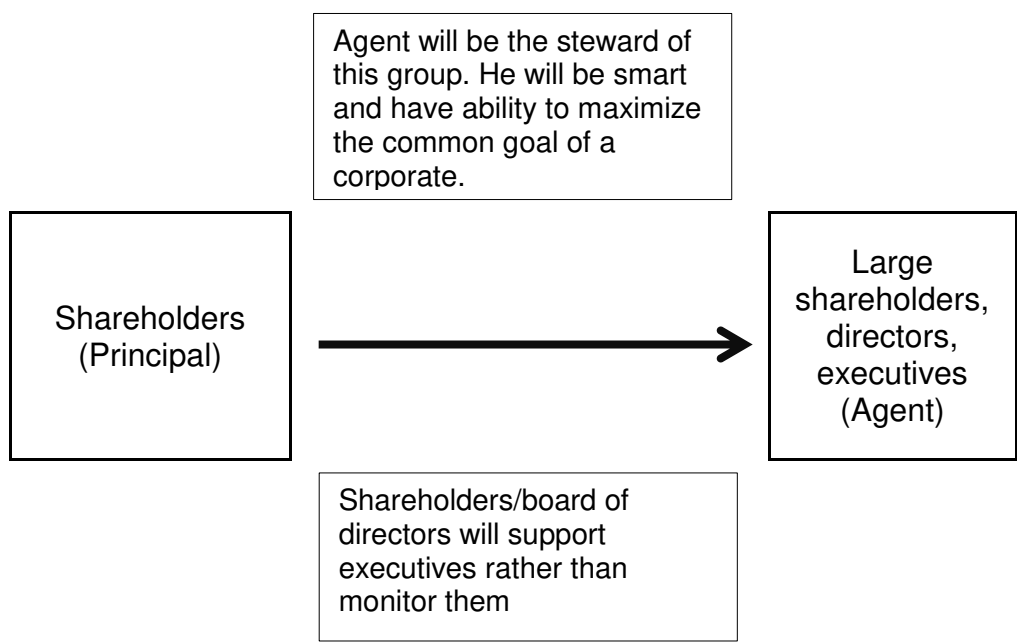 Agent will be the steward of
this group. He will be smart
and have ability to maximize
the common goal of a
corporate.
Shareholders
(Principal)
Large
shareholders,
directors,
executives
(Agent)
Shareholders/board of
directors will support
executives rather than
monitor them